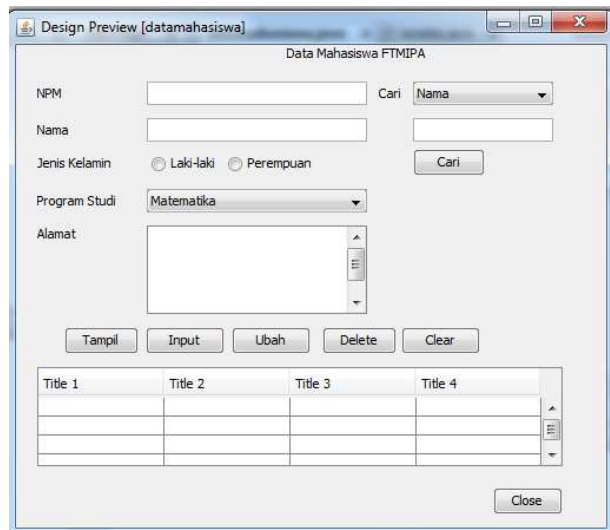 Design Preview [datamahasiswa]
Data Mahasiswa FTMIPA
NPM Cari Nama
Nama
Jenis Kelamin Laki-laki Perempuan Cari
Program Studi Matematika
Alamat
Tampil Input Ubah Delete Clear
Title 1 Title 2 Title 3 Title 4
Close